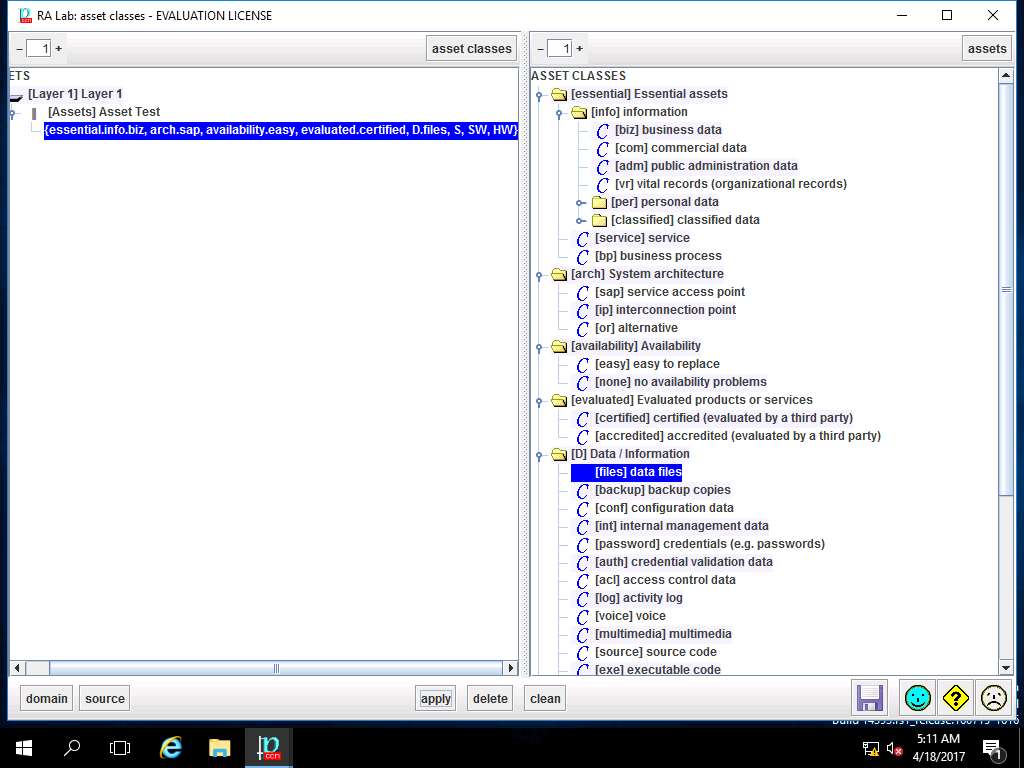 RA Lab: asset classes - EVALUATION LICENSE
− 1 +
asset classes
− 1 +
assets
ETS
[Layer 1] Layer 1
[Assets] Asset Test
{essential.info.biz, arch.sap, availability.easy, evaluated.certified, D.files, S, SW, HW}
ASSET CLASSES
[essential] Essential assets
[info] information
[biz] business data
[com] commercial data
[adm] public administration data
[vr] vital records (organizational records)
[per] personal data
[classified] classified data
[service] service
[bp] business process
[arch] System architecture
[sap] service access point
[ip] interconnection point
[or] alternative
[availability] Availability
[easy] easy to replace
[none] no availability problems
[evaluated] Evaluated products or services
[certified] certified (evaluated by a third party)
[accredited] accredited (evaluated by a third party)
[D] Data / Information
[files] data files
[backup] backup copies
[conf] configuration data
[int] internal management data
[password] credentials (e.g. passwords)
[auth] credential validation data
[acl] access control data
[log] activity log
[voice] voice
[multimedia] multimedia
[source] source code
[exe] executable code
domain
source
apply
delete
clean
5:11 AM
4/18/2017
1